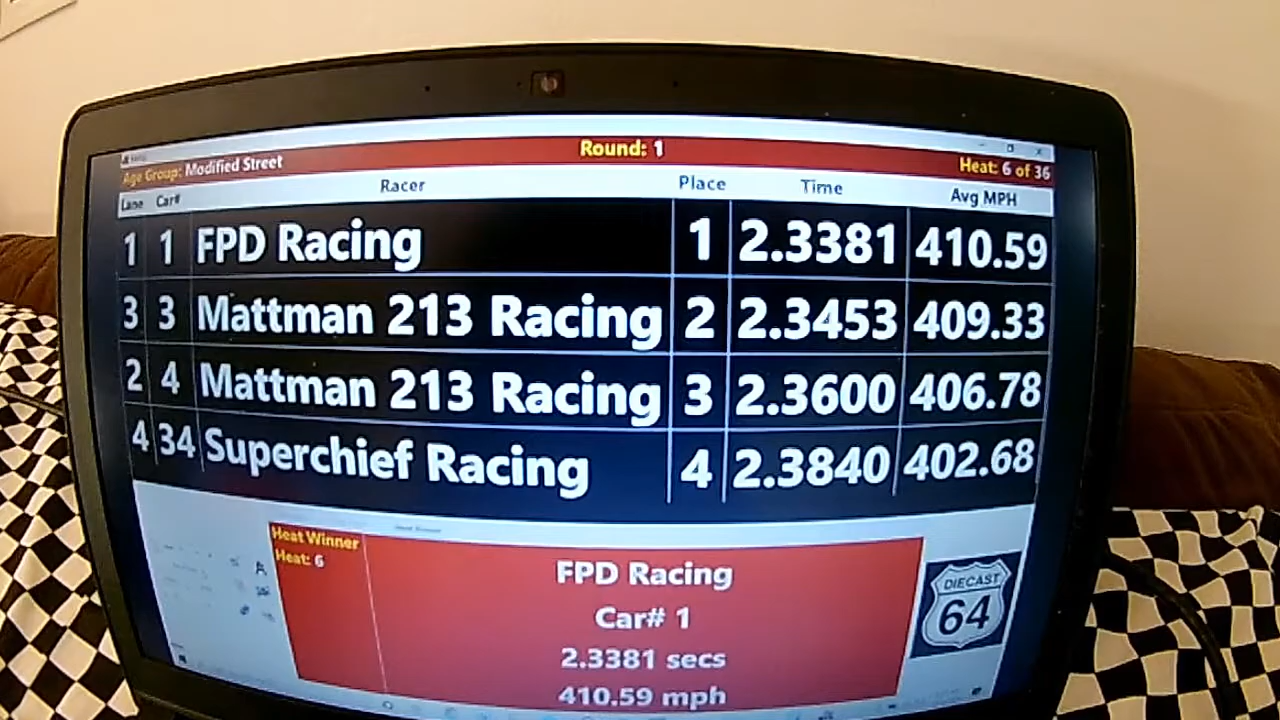 Round: 1
Age Group: Modified Street
Heat: 6 of 36
Lane Car# Racer Place Time Avg MPH
1 1 FPD Racing 1 2.3381 410.59
3 3 Mattman 213 Racing 2 2.3453 409.33
2 4 Mattman 213 Racing 3 2.3600 406.78
4 34 Superchief Racing 4 2.3840 402.68
Heat Winner
Heat: 6
FPD Racing
Car# 1
2.3381 secs
410.59 mph
DIECAST
64